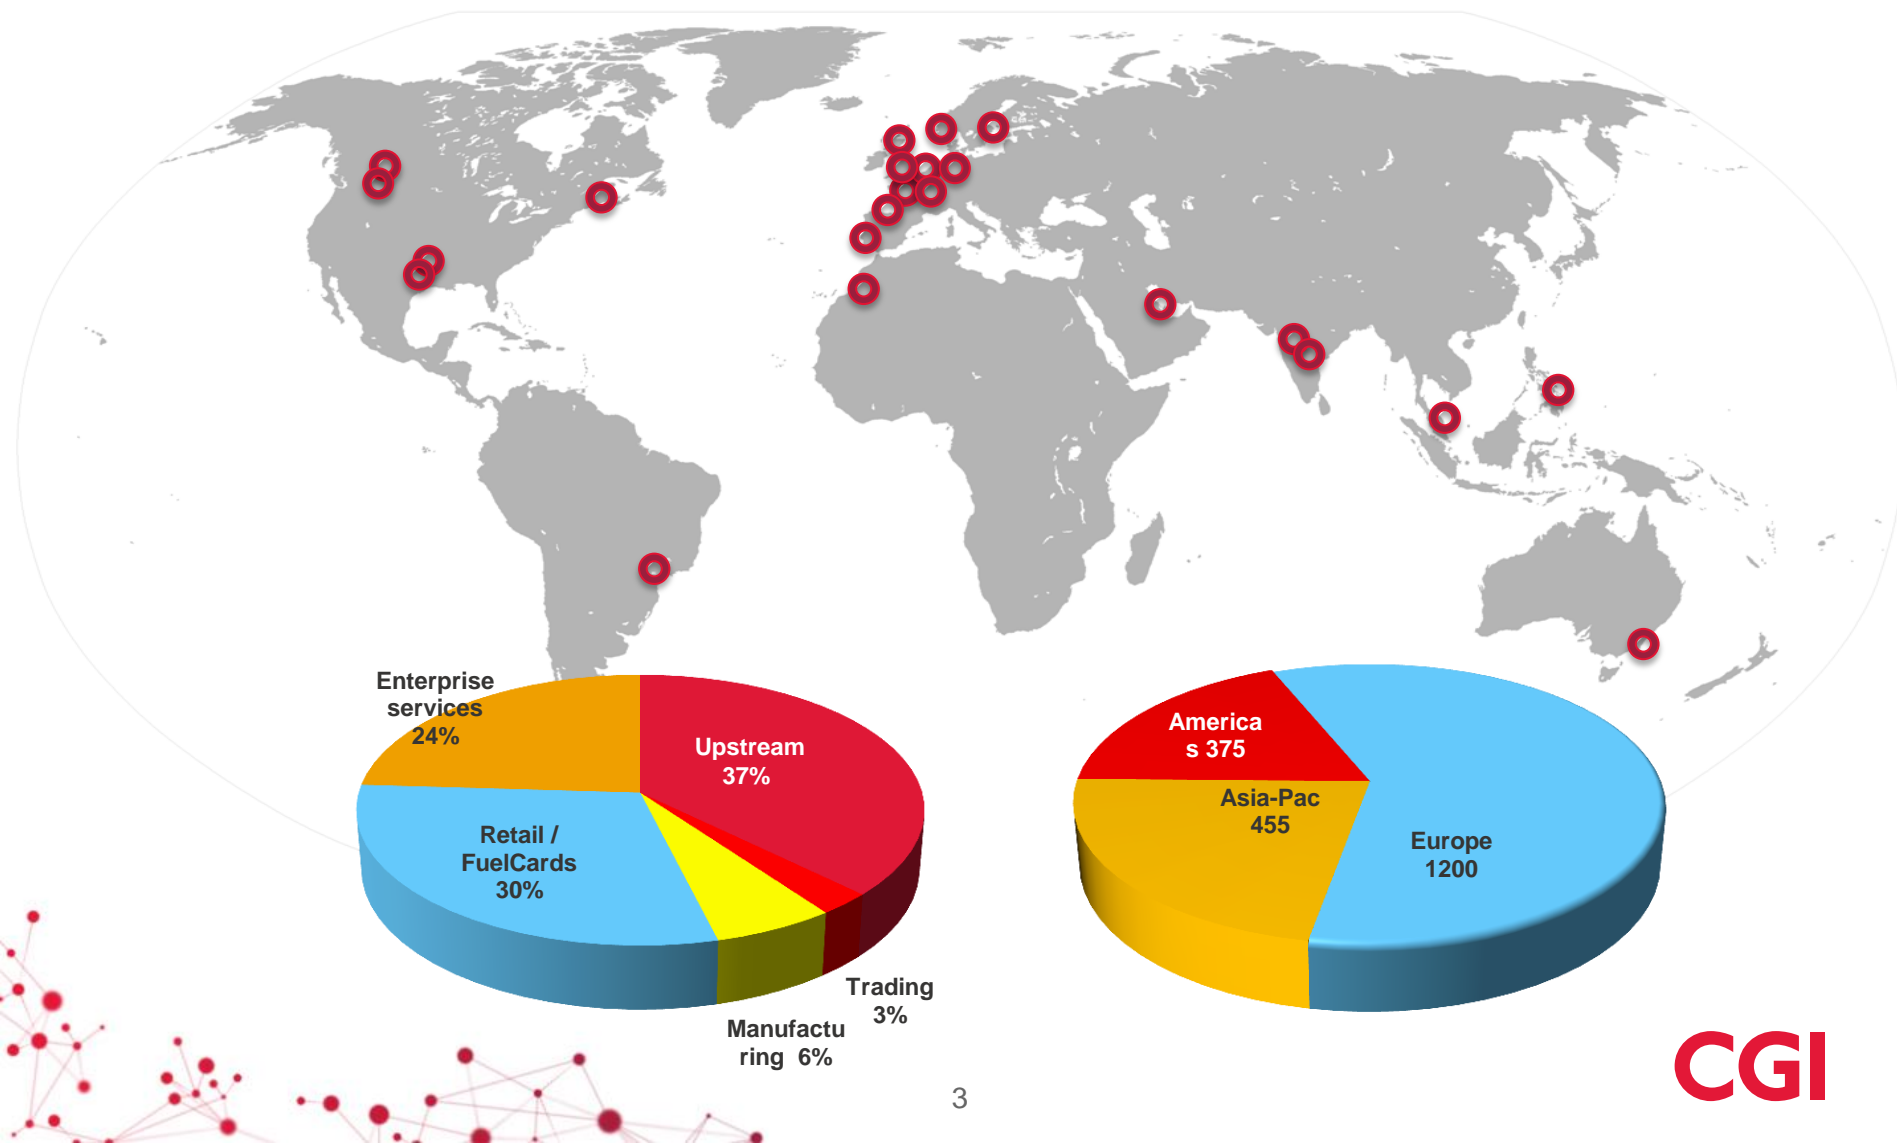 Enterprise
services
24%
Upstream
37%
Retail /
FuelCards
30%
Trading
3%
Manufactu
ring 6%
America
s 375
Asia-Pac
455
Europe
1200
3
CGI